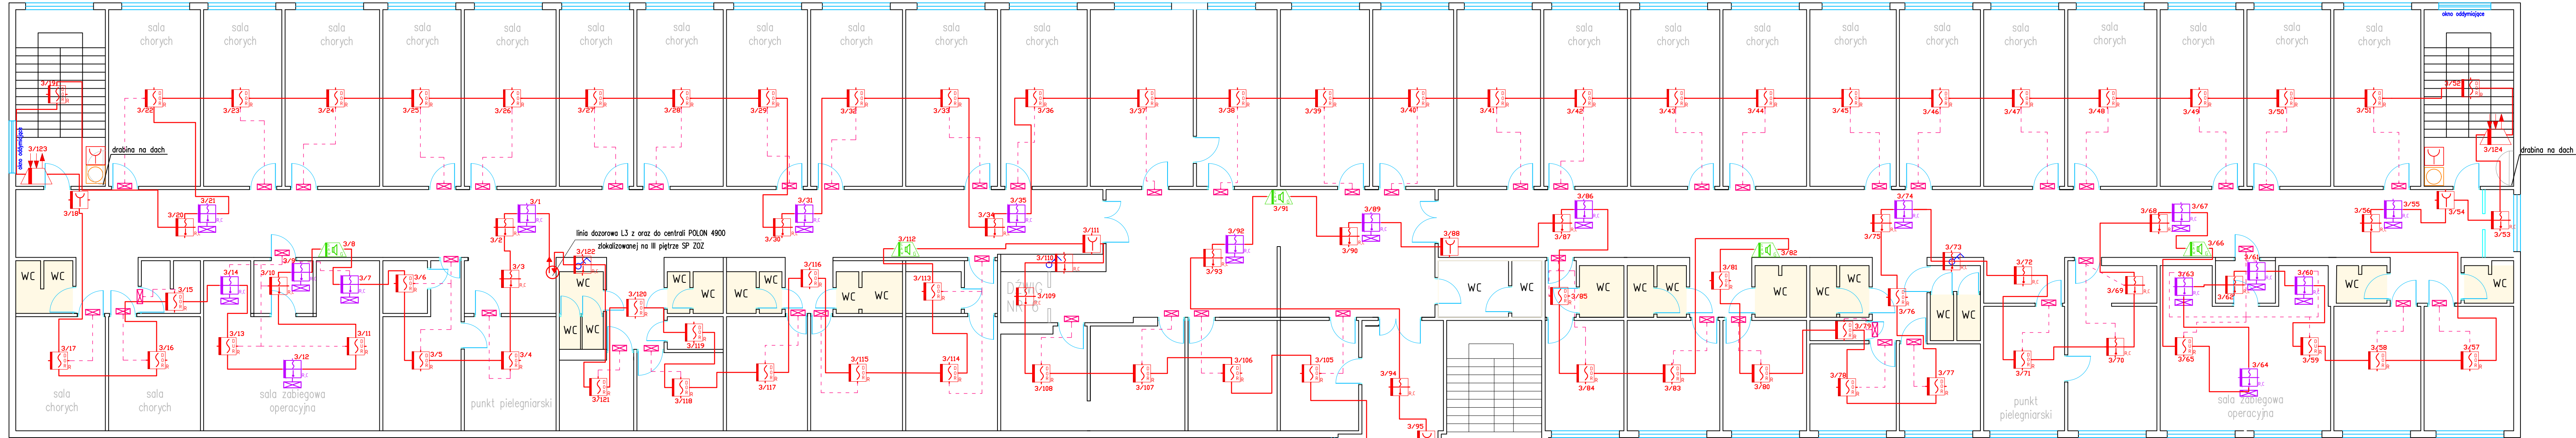 okna oddymiające
sala
chorych
sala
chorych
sala
chorych
sala
chorych
sala
chorych
sala
chorych
sala
chorych
sala
chorych
sala
chorych
sala
chorych
sala
chorych
sala
chorych
sala
chorych
sala
chorych
sala
chorych
sala
chorych
sala
chorych
sala
chorych
sala
chorych
sala
chorych
sala
chorych
okna oddymiające
3/19
3/22
3/23
3/24
3/25
3/26
3/27
3/28
3/29
3/32
3/33
3/36
3/37
3/38
3/39
3/40
3/41
3/42
3/43
3/44
3/45
3/46
3/47
3/48
3/49
3/50
3/51
3/52
3/123
drabina na dach
3/124
drabina na dach
3/18
3/20
3/21
3/1
3/2
3/31
3/30
3/34
3/35
3/111
3/92
3/93
3/91
3/89
3/90
3/88
3/86
3/87
3/74
3/75
3/68
3/67
3/56
3/55
3/54
3/53
linia dozorowa L3 z oraz do centrali POLON 4900
zlokalizowanej na III piętrze SP ZOZ
3/8
3/112
3/82
3/66
WC
WC
3/15
3/14
3/10
3/9
3/7
3/6
3/3
3/122
WC
WC
WC
3/120
WC
WC
WC
WC
3/116
WC
WC
3/113
3/110
3/109
DŹWIG
NR 6
WC
WC
3/85
WC
WC
WC
3/81
WC
WC
WC
3/76
3/73
WC
WC
3/72
3/69
3/63
3/62
3/61
3/60
WC
WC
3/17
3/16
3/13
3/12
3/11
3/5
3/4
3/121
3/119
3/118
3/117
3/115
3/114
3/108
3/107
3/106
3/105
3/94
3/95
3/84
3/83
3/80
3/79
3/78
3/77
3/71
3/70
3/65
3/64
3/59
3/58
3/57
sala
chorych
sala
chorych
sala zabiegowa
operacyjna
punkt pielęgniarski
punkt
pielęgniarski
sala zabiegowa
operacyjna